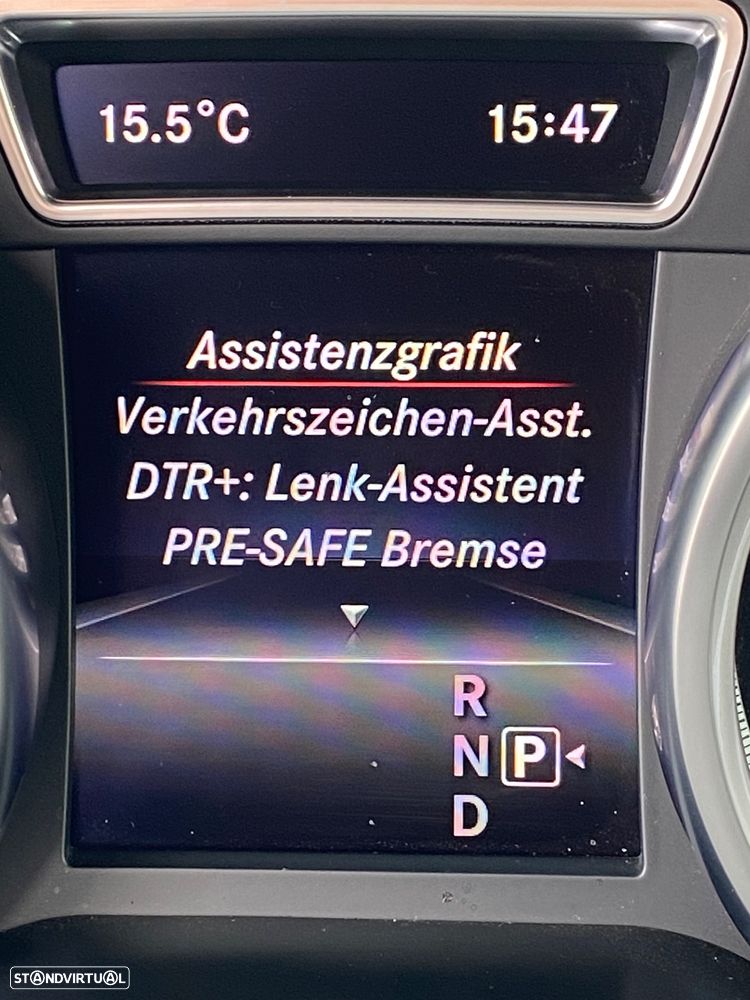 15.5°C 15:47
Assistenzgrafik
Verkehrszeichen-Asst.
DTR+: Lenk-Assistent
PRE-SAFE Bremse
R
N P
D
STANDVIRTUAL